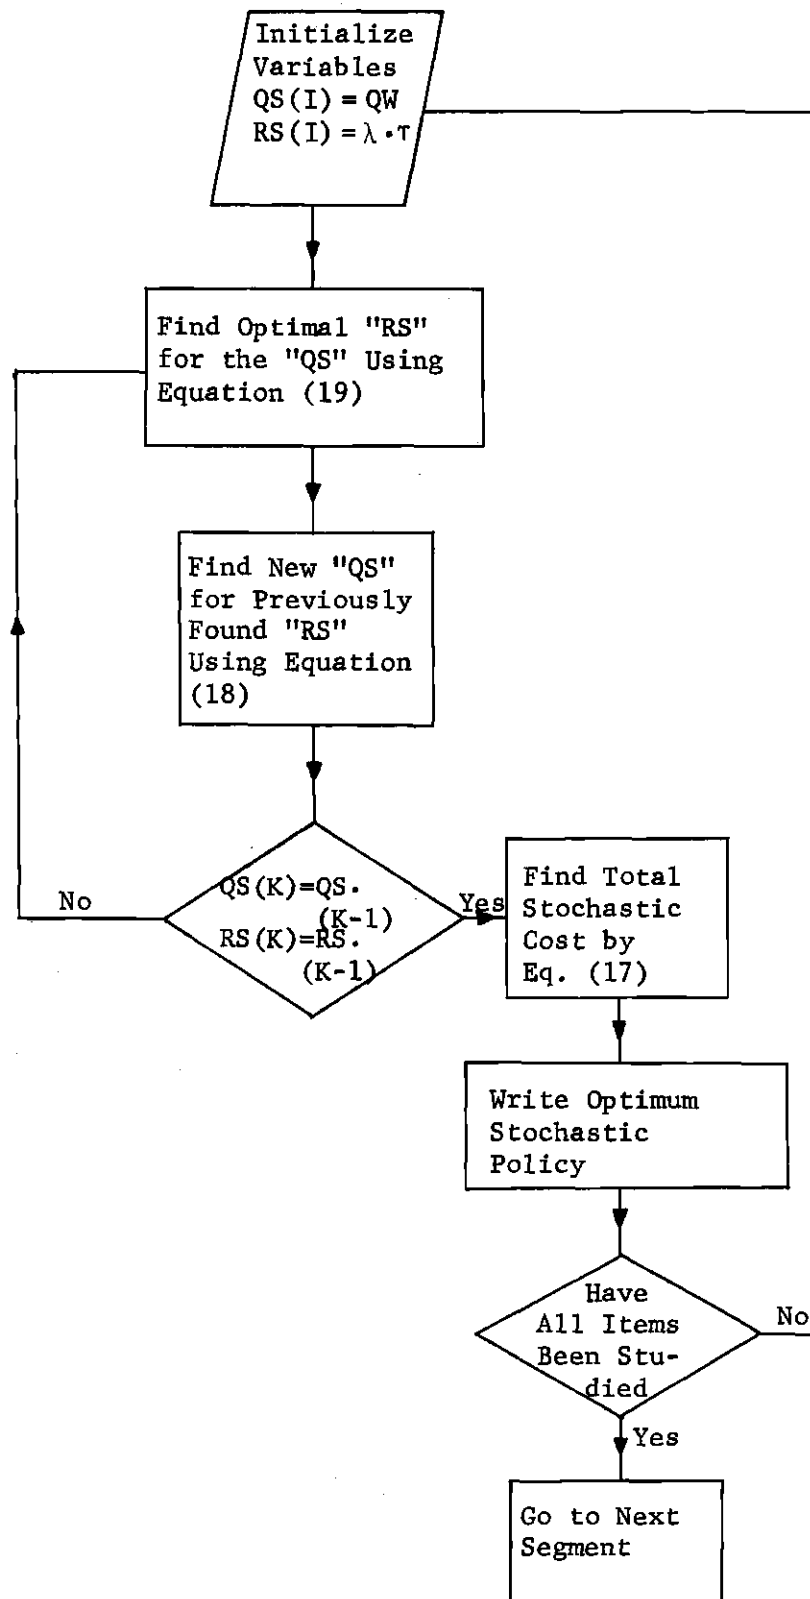 Initialize
Variables
QS(I)=QW
RS(I)=λ·τ
Find Optimal "RS"
for the "QS" Using
Equation (19)
Find New "QS"
for Previously
Found "RS"
Using Equation
(18)
QS(K)=QS.
(K-1)
RS(K)=RS.
(K-1)
No
Yes
Find Total
Stochastic
Cost by
Eq. (17)
Write Optimum
Stochastic
Policy
Have
All Items
Been Stu-
died
No
Yes
Go to Next
Segment